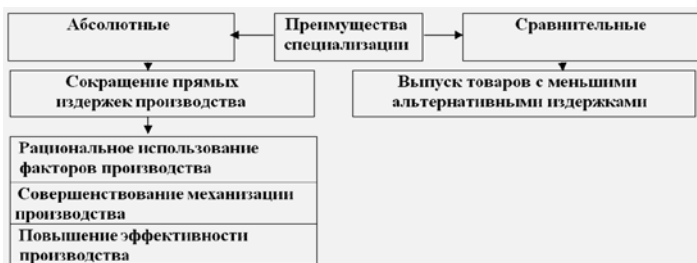 Абсолютные
Преимущества
специализации
Сравнительные
Сокращение прямых
издержек производства
Выпуск товаров с меньшими
альтернативными издержками
Рациональное использование
факторов производства
Совершенствование механизации
производства
Повышение эффективности
производства